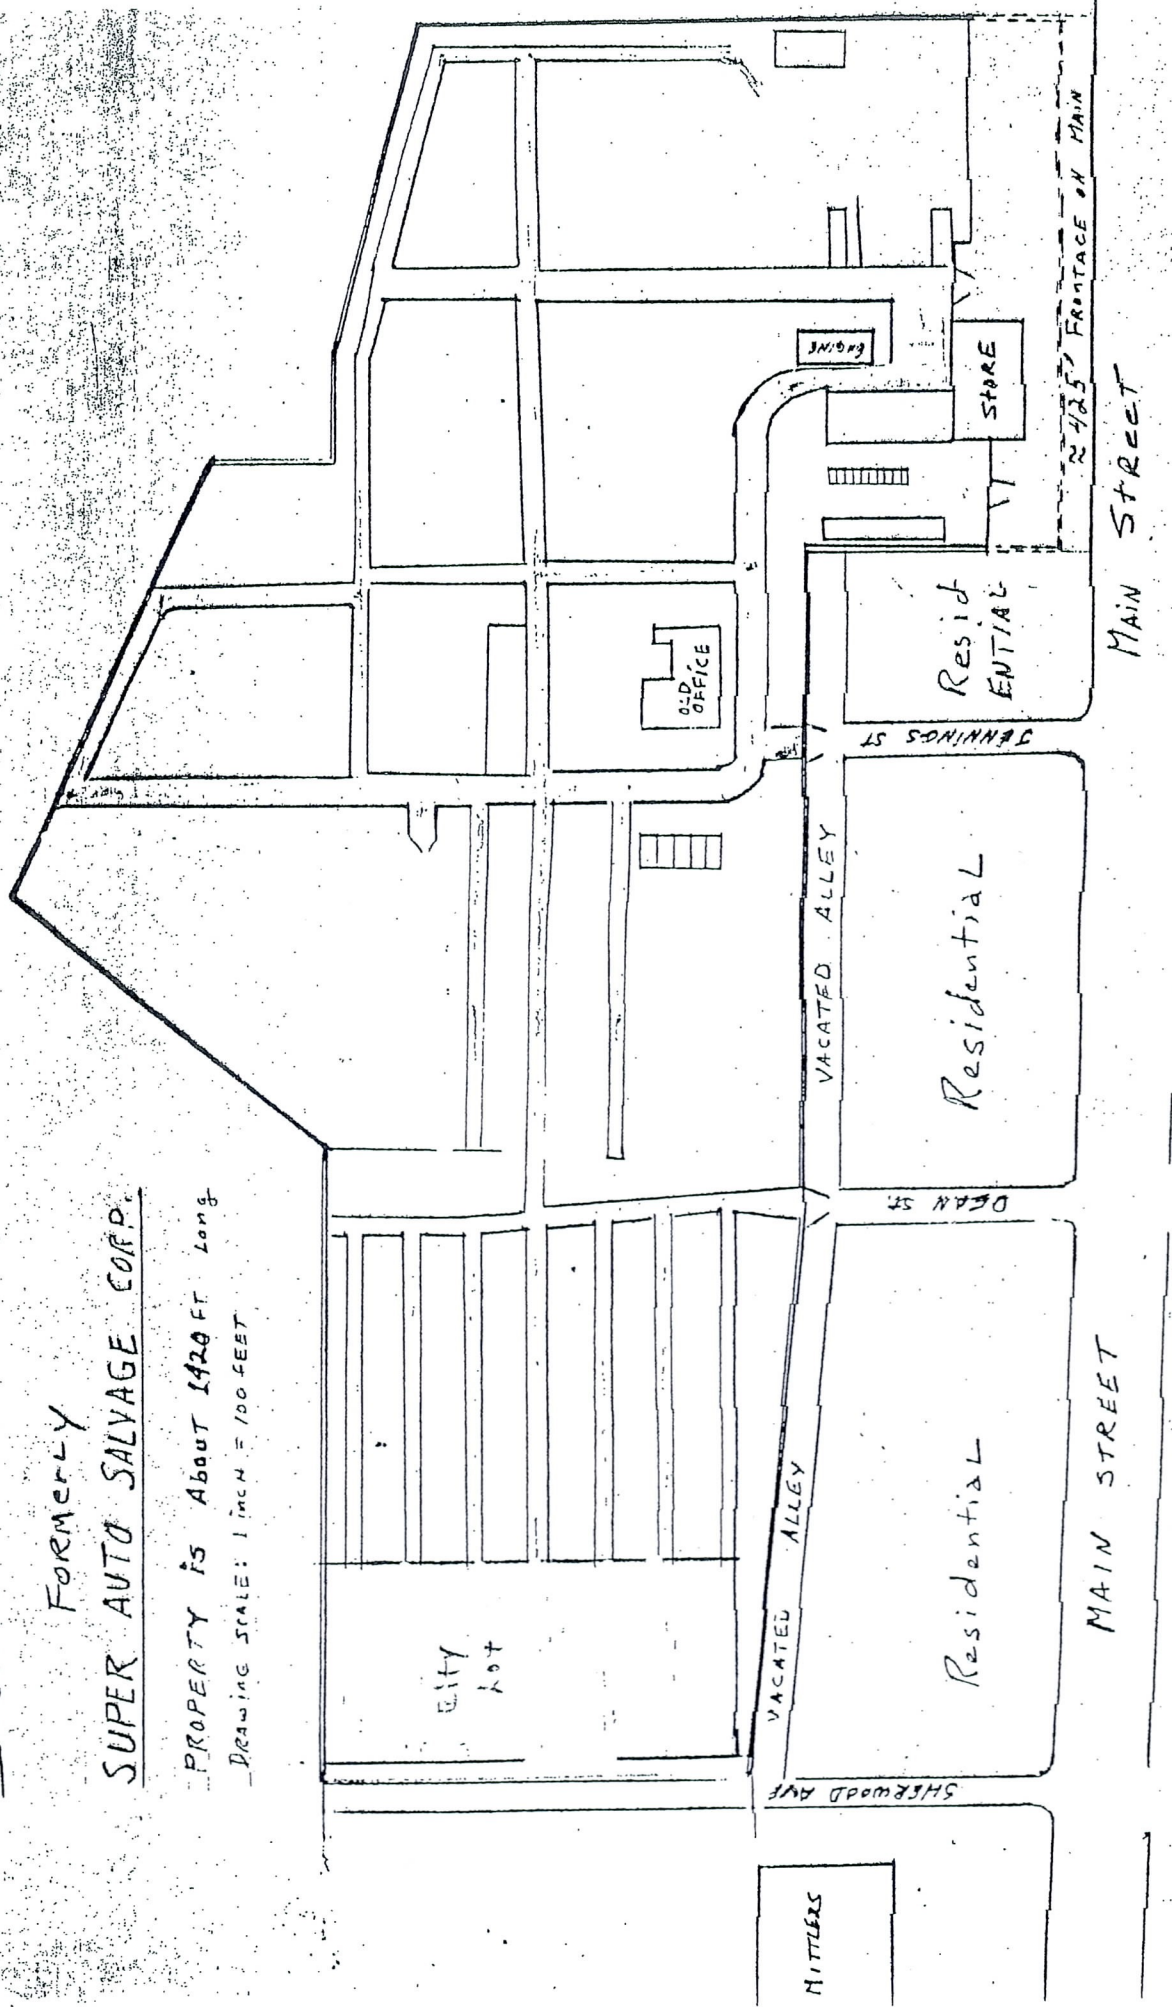 Formerly
SUPER AUTO SALVAGE CORP.
PROPERTY is About 1420 FT Long
DRAWING SCALE: 1 inch = 100 FEET
City
Lot
OLD
OFFICE
ENGINE
STORE
≈ 425' FRONTAGE ON MAIN
Resid
ENTIAL
JENNINGS ST
VACATED ALLEY
Residential
DEAN ST.
VACATED ALLEY
Residential
SHERWOOD AVE
MITTLERS
MAIN STREET
MAIN STREET